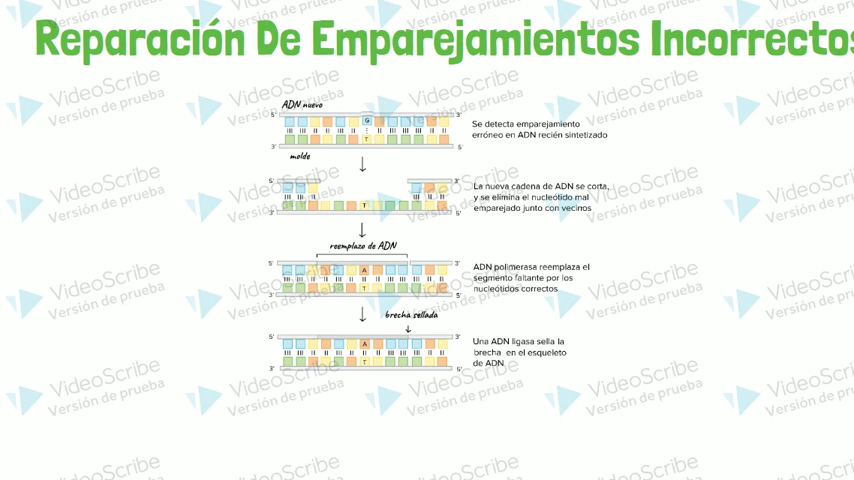 Reparación De Emparejamientos Incorrectos
ADN nuevo
5'
3'
G
T
3'
5'
molde
Se detecta emparejamiento
erróneo en ADN recién sintetizado
5'
3'
T
3'
5'
La nueva cadena de ADN se corta,
y se elimina el nucleótido mal
emparejado junto con vecinos
reemplazo de ADN
5'
3'
A
T
3'
5'
ADN polimerasa reemplaza el
segmento faltante por los
nucleótidos correctos
brecha sellada
5'
3'
A
T
3'
5'
Una ADN ligasa sella la
brecha en el esqueleto
de ADN
VideoScribe
Versión de prueba